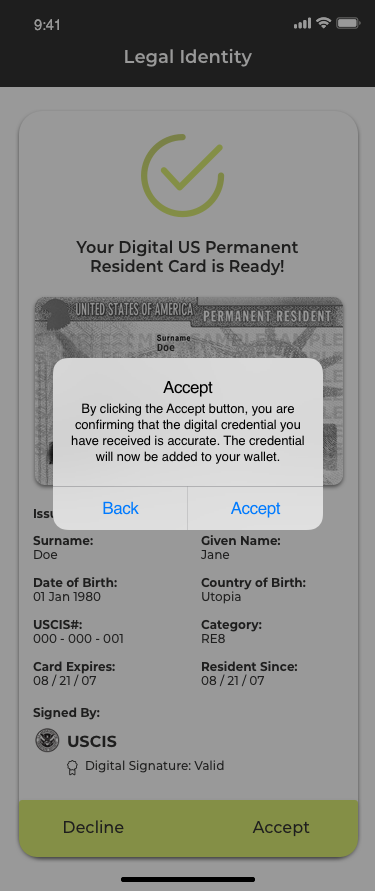 9:41
Legal Identity
Your Digital US Permanent
Resident Card is Ready!
UNITED STATES OF AMERICA PERMANENT RESIDENT
Surname
Doe
Accept
By clicking the Accept button, you are
confirming that the digital credential you
have received is accurate. The credential
will now be added to your wallet.
Back Accept
Surname: Given Name:
Doe Jane
Date of Birth: Country of Birth:
01 Jan 1980 Utopia
USCIS#: Category:
000 - 000 - 001 RE8
Card Expires: Resident Since:
08 / 21 / 07 08 / 21 / 07
Signed By:
USCIS
Digital Signature: Valid
Decline Accept